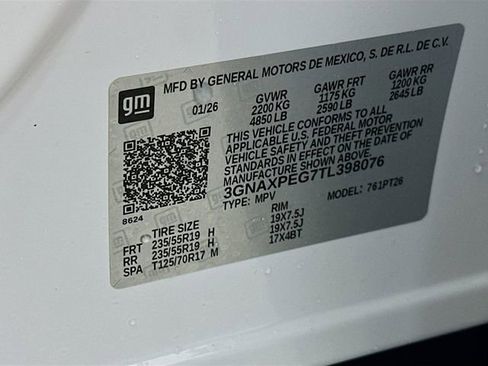 gm
MFD BY GENERAL MOTORS DE MEXICO, S. DE R.L. DE C.V.
01/26 GVWR GAWR FRT GAWR RR
2200 KG 1175 KG 1200 KG
4850 LB 2590 LB 2645 LB
THIS VEHICLE CONFORMS TO ALL
APPLICABLE U.S. FEDERAL MOTOR
VEHICLE SAFETY AND THEFT PREVENTION
STANDARDS IN EFFECT ON THE DATE OF
MANUFACTURE SHOWN ABOVE.
3GNAXPEG7TL398076
TYPE: MPV MODEL: 761PT26
8624
TIRE SIZE RIM
FRT 235/55R19 H 19X7.5J
RR 235/55R19 H 19X7.5J
SPA T125/70R17 M 17X4BT